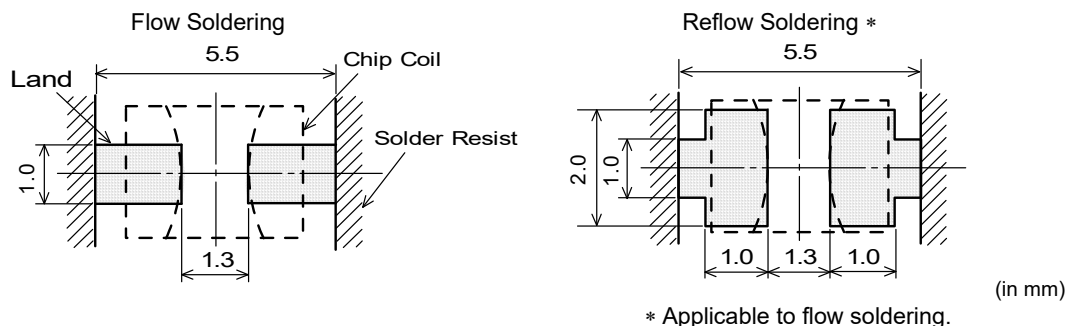 Flow Soldering
5.5
Chip Coil
Land
Solder Resist
1.0
1.3
Reflow Soldering *
5.5
2.0
1.0
1.0
1.3
1.0
(in mm)
* Applicable to flow soldering.